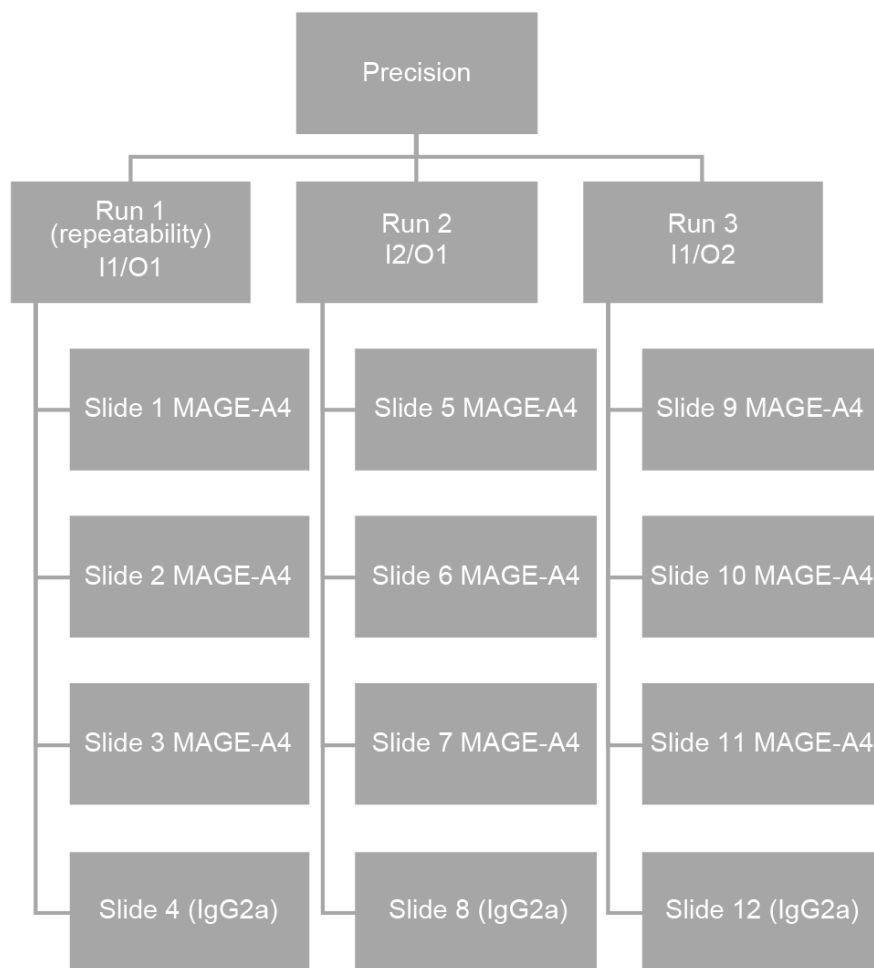 Precision
Run 1
(repeatability)
I1/O1
Run 2
I2/O1
Run 3
I1/O2
Slide 1 MAGE-A4
Slide 5 MAGE-A4
Slide 9 MAGE-A4
Slide 2 MAGE-A4
Slide 6 MAGE-A4
Slide 10 MAGE-A4
Slide 3 MAGE-A4
Slide 7 MAGE-A4
Slide 11 MAGE-A4
Slide 4 (IgG2a)
Slide 8 (IgG2a)
Slide 12 (IgG2a)